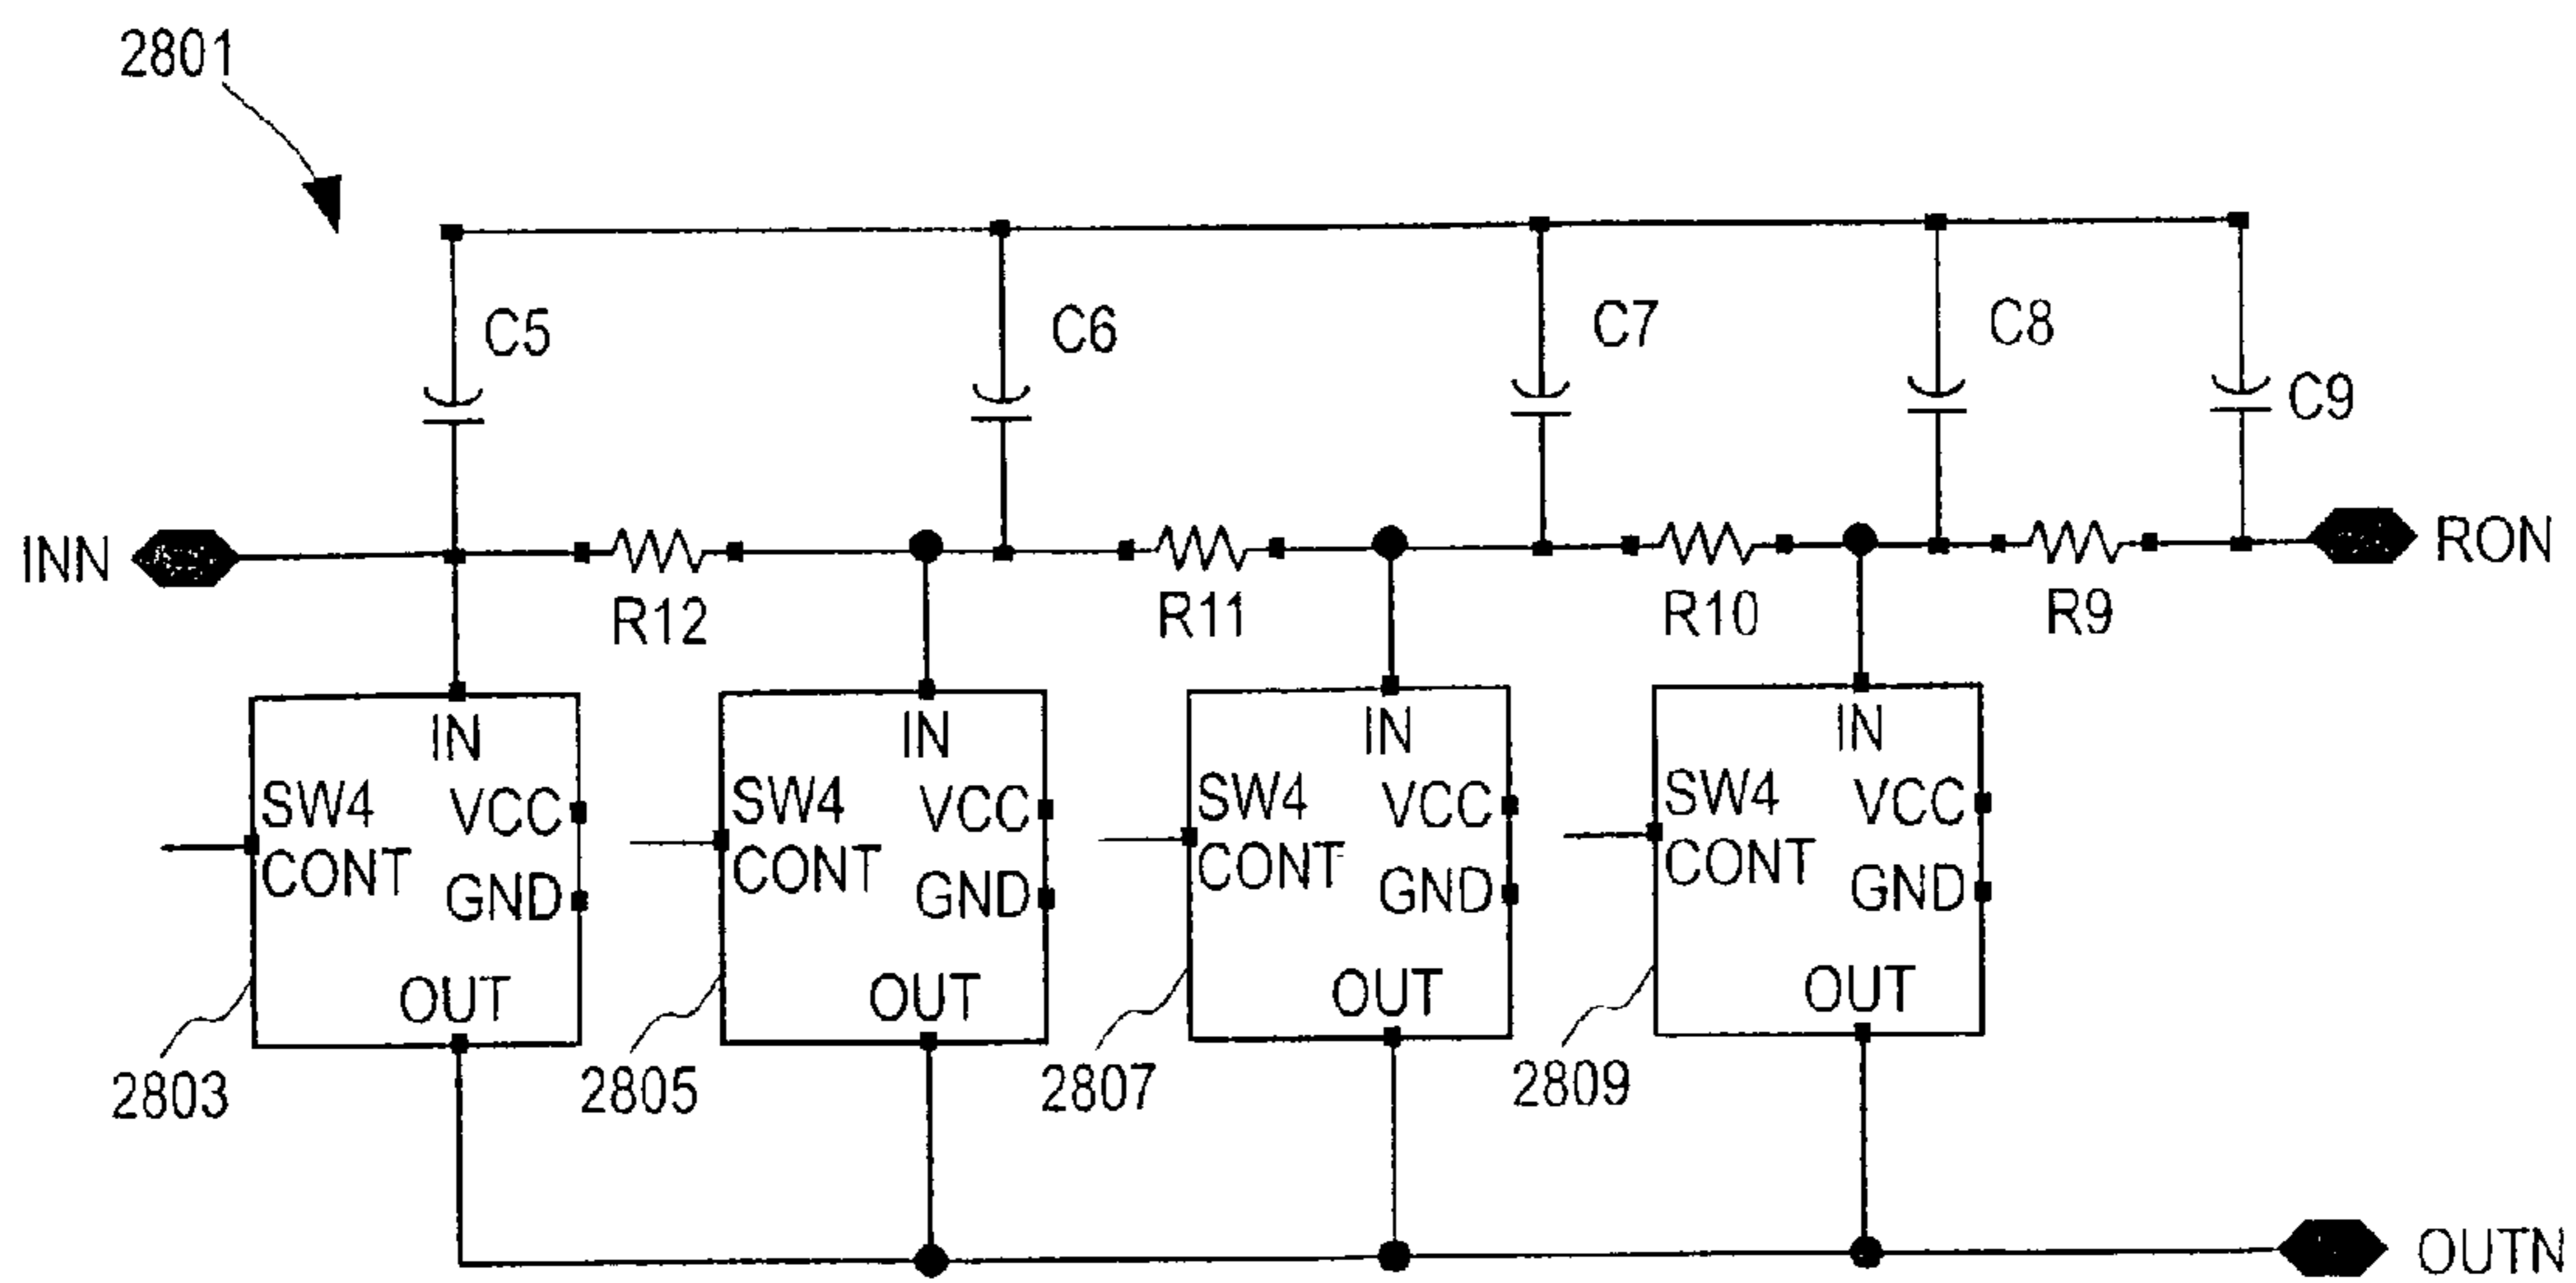 2801
C5
C6
C7
C8
C9
INN
RON
R12
R11
R10
R9
IN
SW4
VCC
CONT
GND
OUT
IN
SW4
VCC
CONT
GND
OUT
IN
SW4
VCC
CONT
GND
OUT
IN
SW4
VCC
CONT
GND
OUT
2803
2805
2807
2809
OUTN